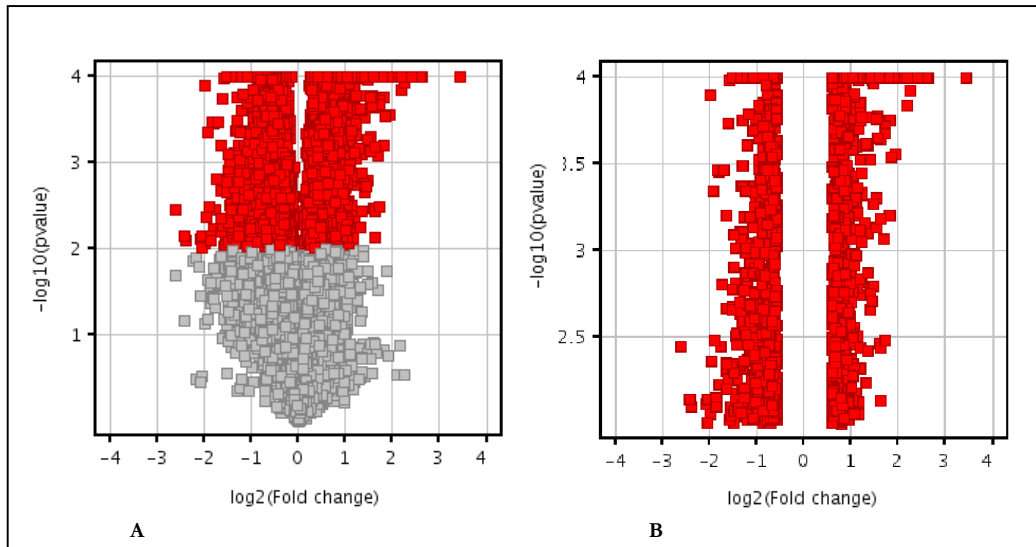 4
3
2
1
-log10(pvalue)
-4 -3 -2 -1 0 1 2 3 4
log2(Fold change)
A
4
3.5
3
2.5
-log10(pvalue)
-4 -3 -2 -1 0 1 2 3 4
log2(Fold change)
B